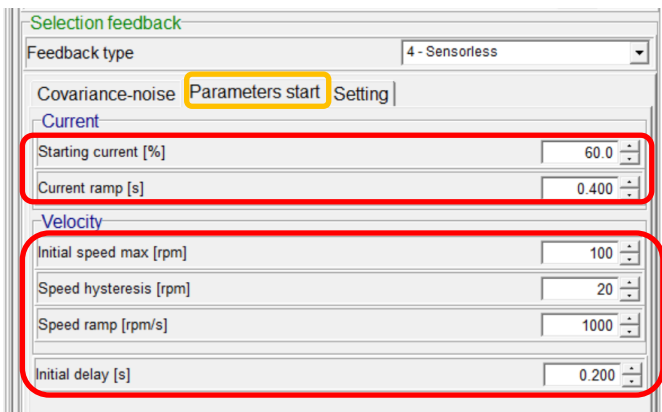 Selection feedback
Feedback type 4 - Sensorless
Covariance-noise Parameters start Setting
Current
Starting current [%] 60.0
Current ramp [s] 0.400
Velocity
Initial speed max [rpm] 100
Speed hysteresis [rpm] 20
Speed ramp [rpm/s] 1000
Initial delay [s] 0.200